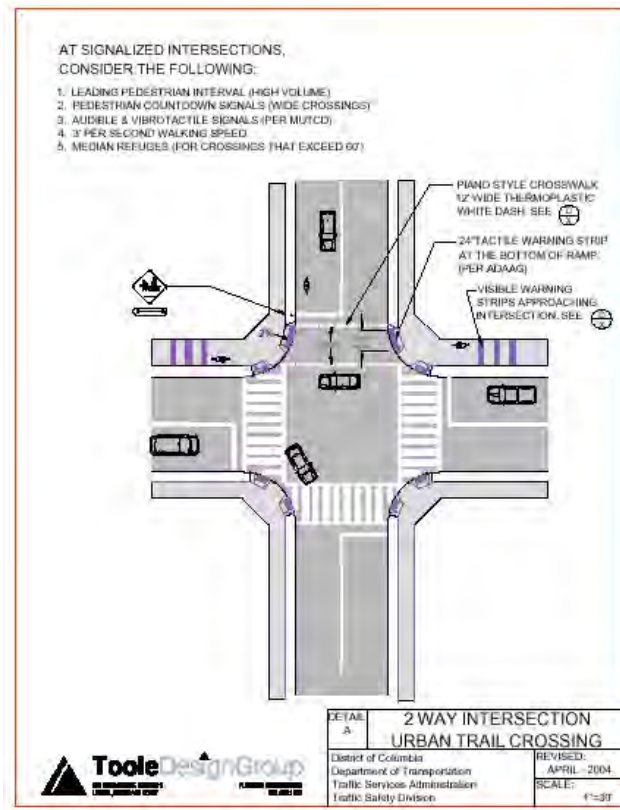 AT SIGNALIZED INTERSECTIONS,
CONSIDER THE FOLLOWING:
1. LEADING PEDESTRIAN INTERVAL (HIGH VOLUME)
2. PEDESTRIAN COUNTDOWN SIGNALS (WIDE CROSSINGS)
3. AUDIBLE & VIBROTACTILE SIGNALS (PER MUTCD)
4. 3' PER SECOND WALKING SPEED
5. MEDIAN REFUGES (FOR CROSSINGS THAT EXCEED 60')
PIANO STYLE CROSSWALK
12' WIDE THERMOPLASTIC
WHITE DASH. SEE
24" TACTILE WARNING STRIP
AT THE BOTTOM OF RAMP.
(PER ADAAG)
VISIBLE WARNING
STRIPS APPROACHING
INTERSECTION. SEE
DETAIL
A
2 WAY INTERSECTION
URBAN TRAIL CROSSING
District of Columbia
Department of Transportation
Traffic Services Administration
Traffic Safety Division
REVISED:
APRIL - 2004
SCALE:
TooleDesignGroup